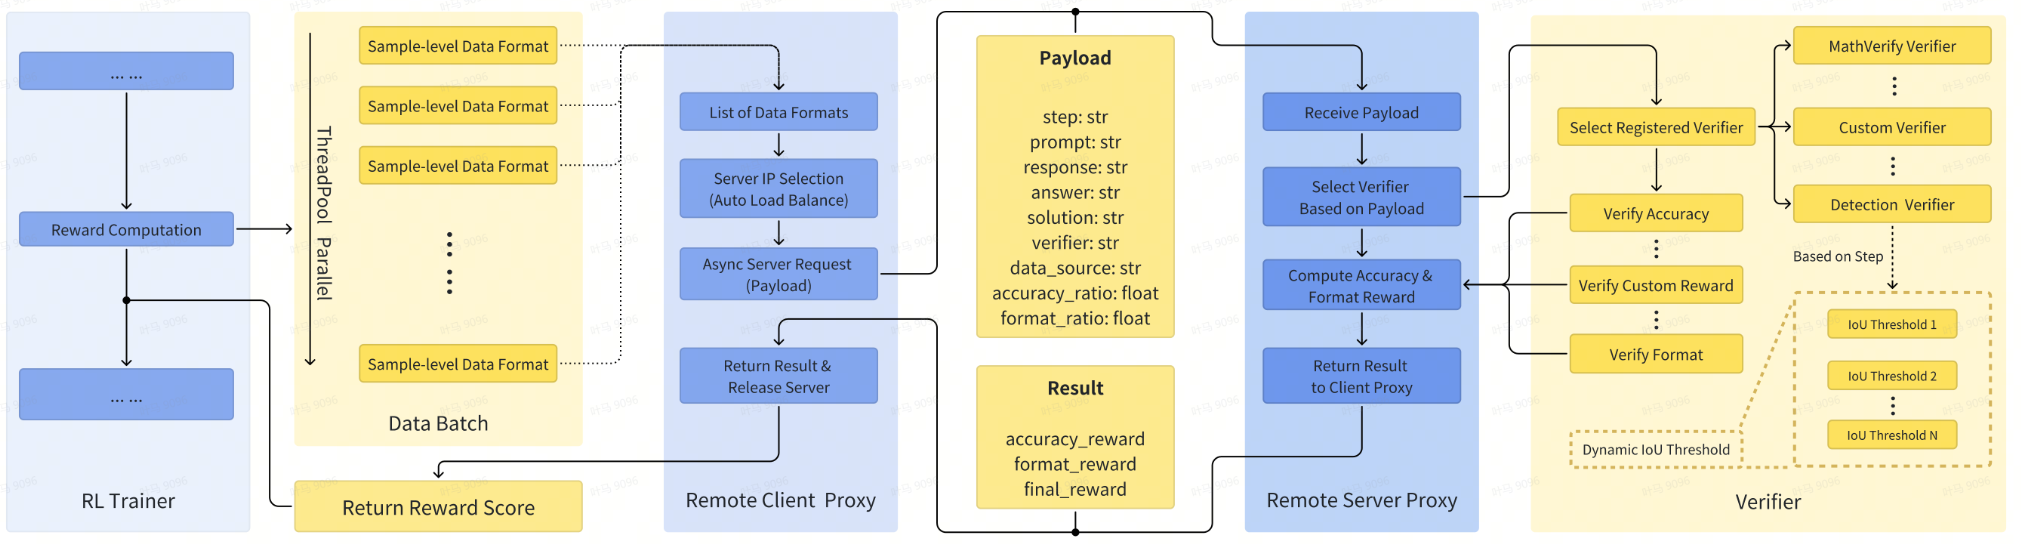 ... ...
Reward Computation
... ...
RL Trainer
ThreadPool Parallel
Sample-level Data Format
Sample-level Data Format
Sample-level Data Format
Sample-level Data Format
Data Batch
Return Reward Score
List of Data Formats
Server IP Selection
(Auto Load Balance)
Async Server Request
(Payload)
Return Result &
Release Server
Remote Client Proxy
Payload
step: str
prompt: str
response: str
answer: str
solution: str
verifier: str
data_source: str
accuracy_ratio: float
format_ratio: float
Result
accuracy_reward
format_reward
final_reward
Receive Payload
Select Verifier
Based on Payload
Compute Accuracy &
Format Reward
Return Result
to Client Proxy
Remote Server Proxy
Select Registered Verifier
Verify Accuracy
Verify Custom Reward
Verify Format
Dynamic IoU Threshold
MathVerify Verifier
Custom Verifier
Detection Verifier
Based on Step
IoU Threshold 1
IoU Threshold 2
IoU Threshold N
Verifier